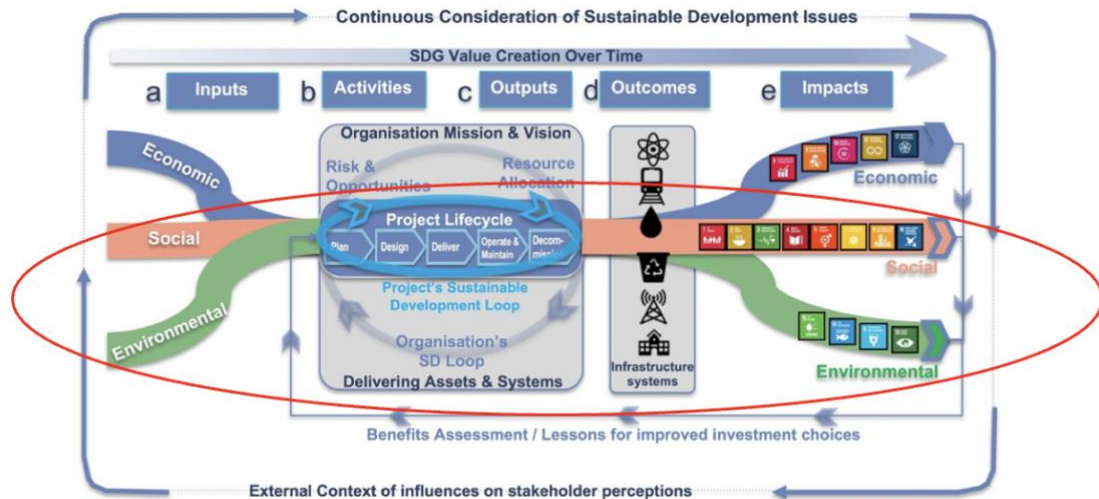 Continuous Consideration of Sustainable Development Issues
SDG Value Creation Over Time
a Inputs b Activities c Outputs d Outcomes e Impacts
Organisation Mission & Vision
Risk &
Opportunities
Resource
Allocation
Economic
Social
Environmental
Project Lifecycle
Plan
Design
Deliver
Operate &
Maintain
Decom-
Project's Sustainable
Development Loop
Organisation's
SD Loop
Delivering Assets & Systems
Infrastructure
systems
Economic
Social
Environmental
Benefits Assessment / Lessons for improved investment choices
External Context of influences on stakeholder perceptions